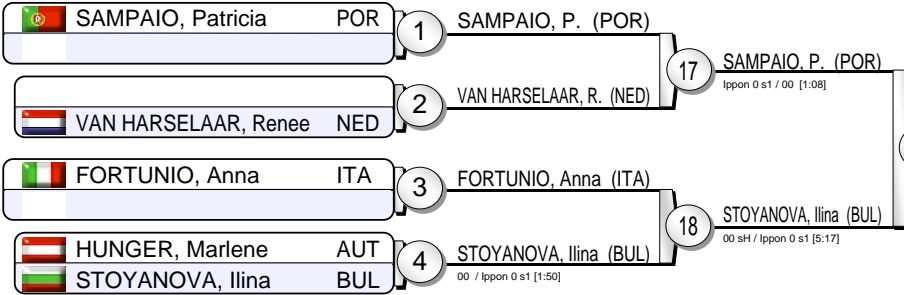 SAMPAIO, Patricia POR
1
SAMPAIO, P. (POR)
17
SAMPAIO, P. (POR)
Ippon 0 s1 / 00 [1:08]
2
VAN HARSELAAR, R. (NED)
VAN HARSELAAR, Renee NED
FORTUNIO, Anna ITA
3
FORTUNIO, Anna (ITA)
18
STOYANOVA, Ilina (BUL)
00 sH / Ippon 0 s1 [5:17]
HUNGER, Marlene AUT
4
STOYANOVA, Ilina (BUL)
00 / Ippon 0 s1 [1:50]
STOYANOVA, Ilina BUL